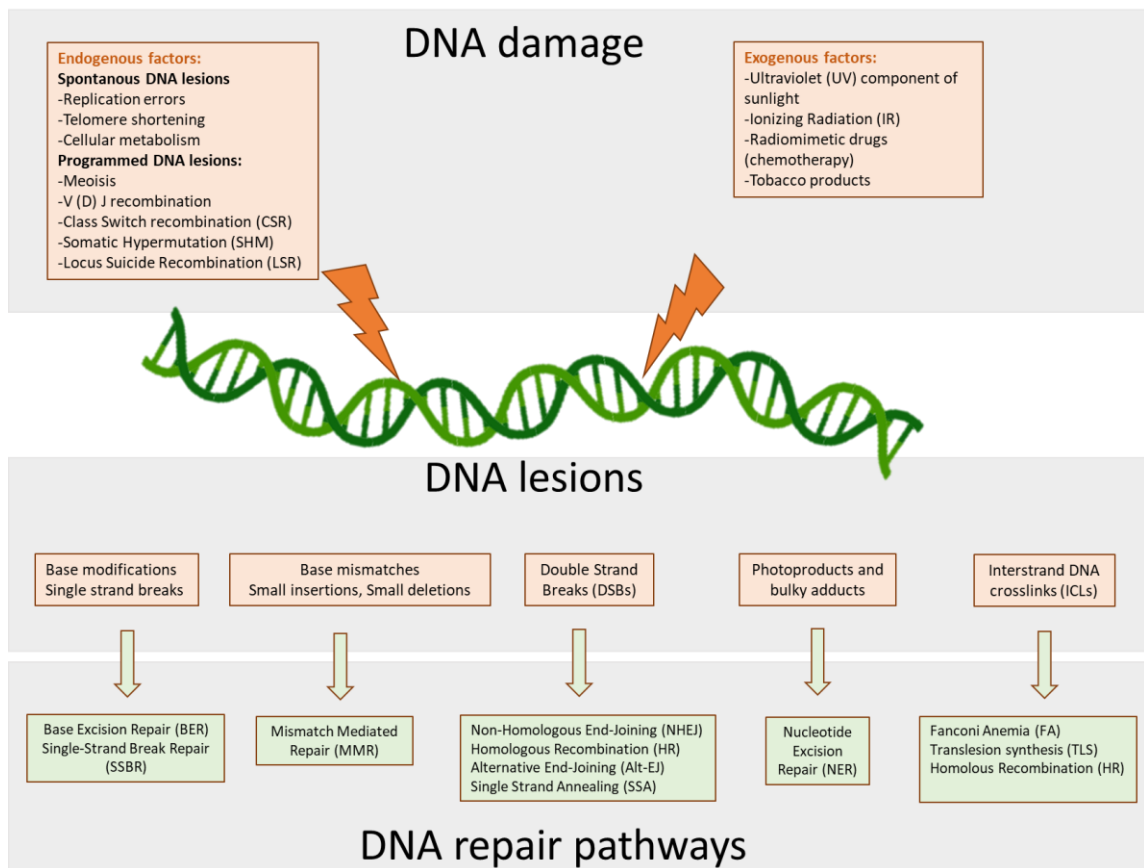 DNA damage
Endogenous factors:
Spontanous DNA lesions
-Replication errors
-Telomere shortening
-Cellular metabolism
Programmed DNA lesions:
-Meoisis
-V (D) J recombination
-Class Switch recombination (CSR)
-Somatic Hypermutation (SHM)
-Locus Suicide Recombination (LSR)
Exogenous factors:
-Ultraviolet (UV) component of
sunlight
-Ionizing Radiation (IR)
-Radiomimetic drugs
(chemotherapy)
-Tobacco products
DNA lesions
Base modifications
Single strand breaks
Base mismatches
Small insertions, Small deletions
Double Strand
Breaks (DSBs)
Photoproducts and
bulky adducts
Interstrand DNA
crosslinks (ICLs)
Base Excision Repair (BER)
Single-Strand Break Repair
(SSBR)
Mismatch Mediated
Repair (MMR)
Non-Homologous End-Joining (NHEJ)
Homologous Recombination (HR)
Alternative End-Joining (Alt-EJ)
Single Strand Annealing (SSA)
Nucleotide
Excision
Repair (NER)
Fanconi Anemia (FA)
Translesion synthesis (TLS)
Homolous Recombination (HR)
DNA repair pathways